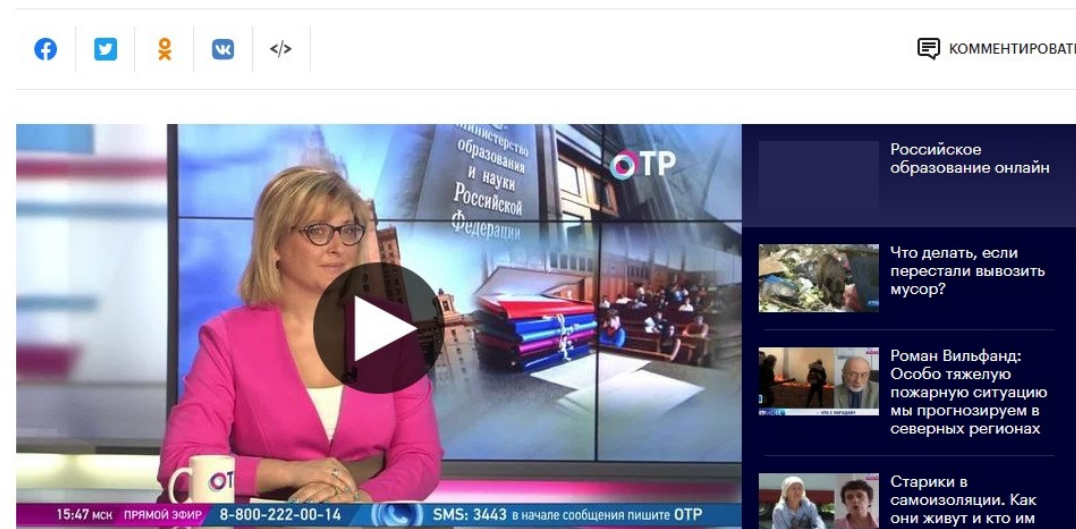 КОММЕНТИРОВАТЬ
Министерство
образования
и науки
Российской
Федерации
ОТР
ОТ
15:47 МСК ПРЯМОЙ ЭФИР 8-800-222-00-14 SMS: 3443 в начале сообщения пишите ОТР
Российское
образование онлайн
Что делать, если
перестали вывозить
мусор?
Роман Вильфанд:
Особо тяжелую
пожарную ситуацию
мы прогнозируем в
северных регионах
Старики в
самоизоляции. Как
они живут и кто им